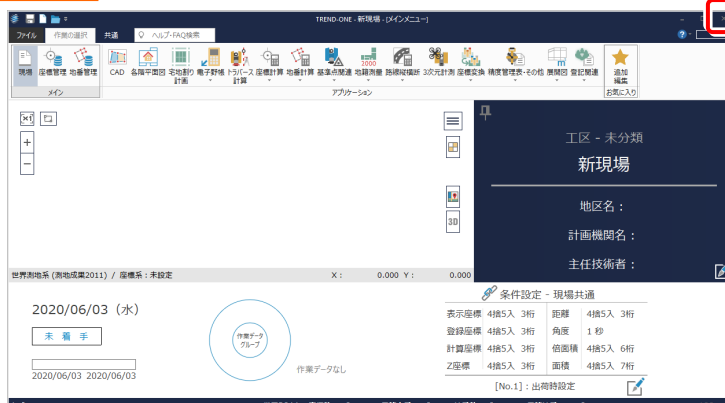 TREND-ONE - 新現場 - [メインメニュー]
ファイル 作業の選択 共通 ヘルプ・FAQ検索
現場 座標管理 地番管理 CAD 各階平面図 宅地割り計画 電子野帳 トラバース計算 座標計算 地番計算 基準点関連 地籍測量 路線縦横断 3次元計測 座標変換 精度管理表・その他 展開図 登記関連 追加編集
メイン アプリケーション お気に入り
工区 - 未分類
新現場
地区名：
計画機関名：
主任技術者：
3D
世界測地系 (測地成果2011) / 座標系：未設定 X： 0.000 Y： 0.000
2020/06/03（水）
未 着 手
2020/06/03 2020/06/03
作業データ
グループ
作業データなし
条件設定 - 現場共通
表示座標 4捨5入 3桁 距離 4捨5入 3桁
登録座標 4捨5入 3桁 角度 1 秒
計算座標 4捨5入 3桁 倍面積 4捨5入 6桁
Z座標 4捨5入 3桁 面積 4捨5入 7桁
[No.1]：出荷時設定